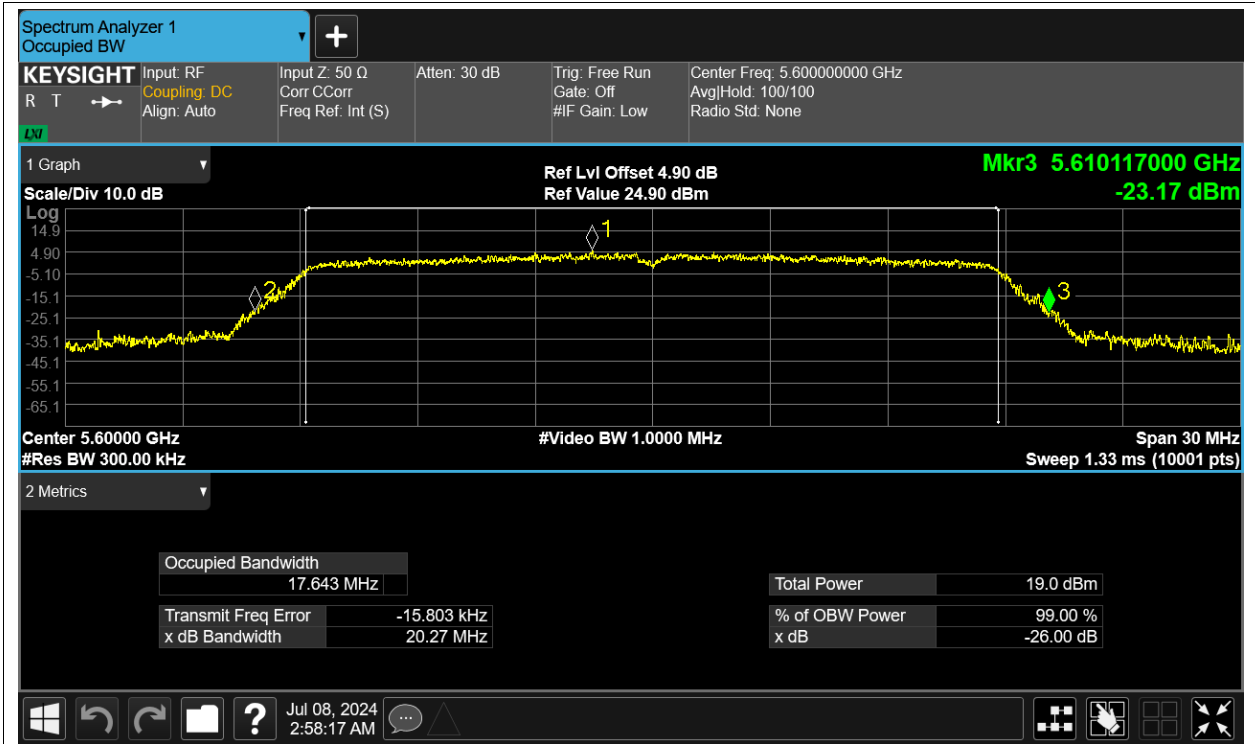 Spectrum Analyzer 1
Occupied BW
KEYSIGHT
R T
LXI
Input: RF
Coupling: DC
Align: Auto
Input Z: 50 Ω
Corr CCorr
Freq Ref: Int (S)
Atten: 30 dB
Trig: Free Run
Gate: Off
#IF Gain: Low
Center Freq: 5.600000000 GHz
Avg|Hold: 100/100
Radio Std: None
1 Graph
Scale/Div 10.0 dB
Ref Lvl Offset 4.90 dB
Ref Value 24.90 dBm
Mkr3 5.610117000 GHz
-23.17 dBm
Log
14.9
4.90
-5.10
-15.1
-25.1
-35.1
-45.1
-55.1
-65.1
1
2
3
Center 5.60000 GHz
#Res BW 300.00 kHz
#Video BW 1.0000 MHz
Span 30 MHz
Sweep 1.33 ms (10001 pts)
2 Metrics
Occupied Bandwidth
17.643 MHz
Transmit Freq Error -15.803 kHz
x dB Bandwidth 20.27 MHz
Total Power 19.0 dBm
% of OBW Power 99.00 %
x dB -26.00 dB
?
Jul 08, 2024
2:58:17 AM